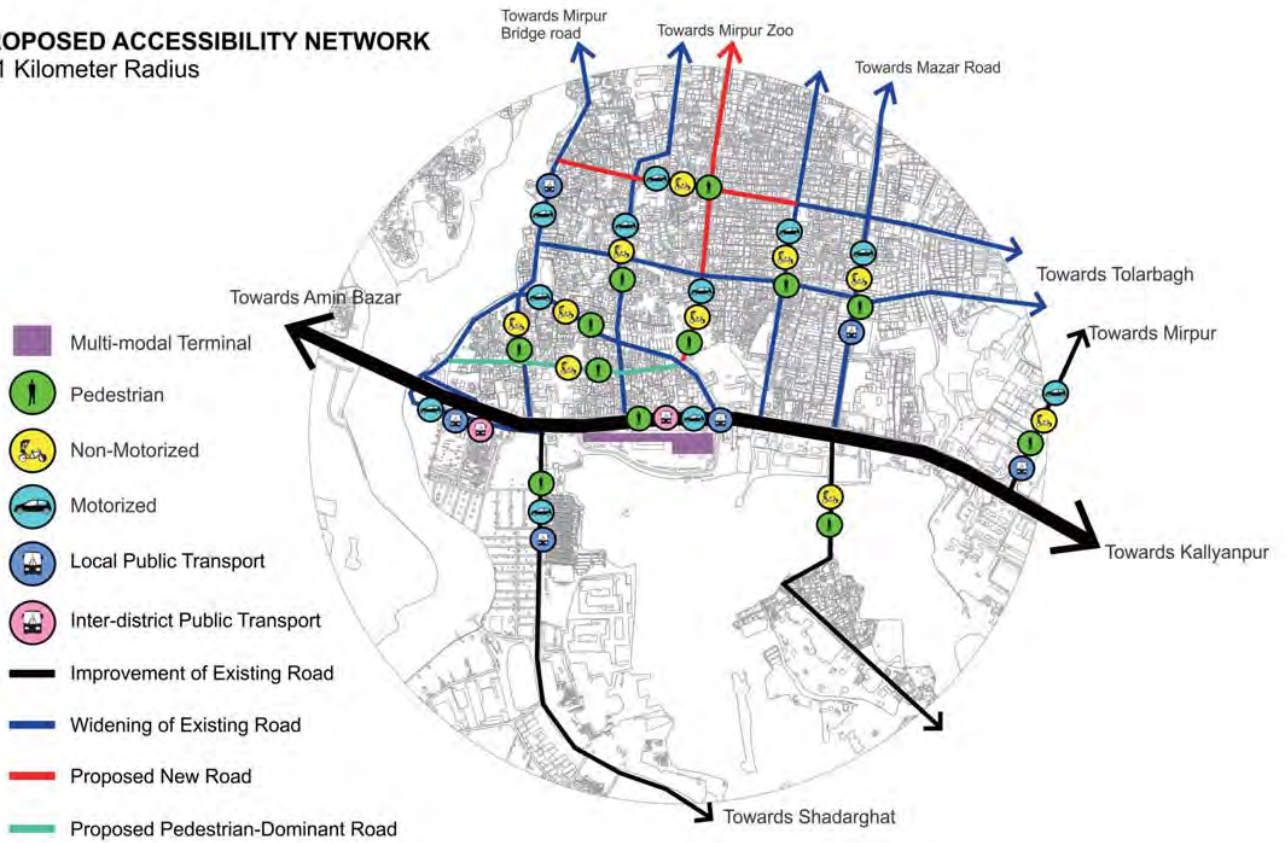 OPOSED ACCESSIBILITY NETWORK
1 Kilometer Radius
Towards Mirpur
Bridge road
Towards Mirpur Zoo
Towards Mazar Road
Towards Tolarbagh
Towards Amin Bazar
Towards Mirpur
Towards Kallyanpur
Towards Shadarghat
Multi-modal Terminal
Pedestrian
Non-Motorized
Motorized
Local Public Transport
Inter-district Public Transport
Improvement of Existing Road
Widening of Existing Road
Proposed New Road
Proposed Pedestrian-Dominant Road